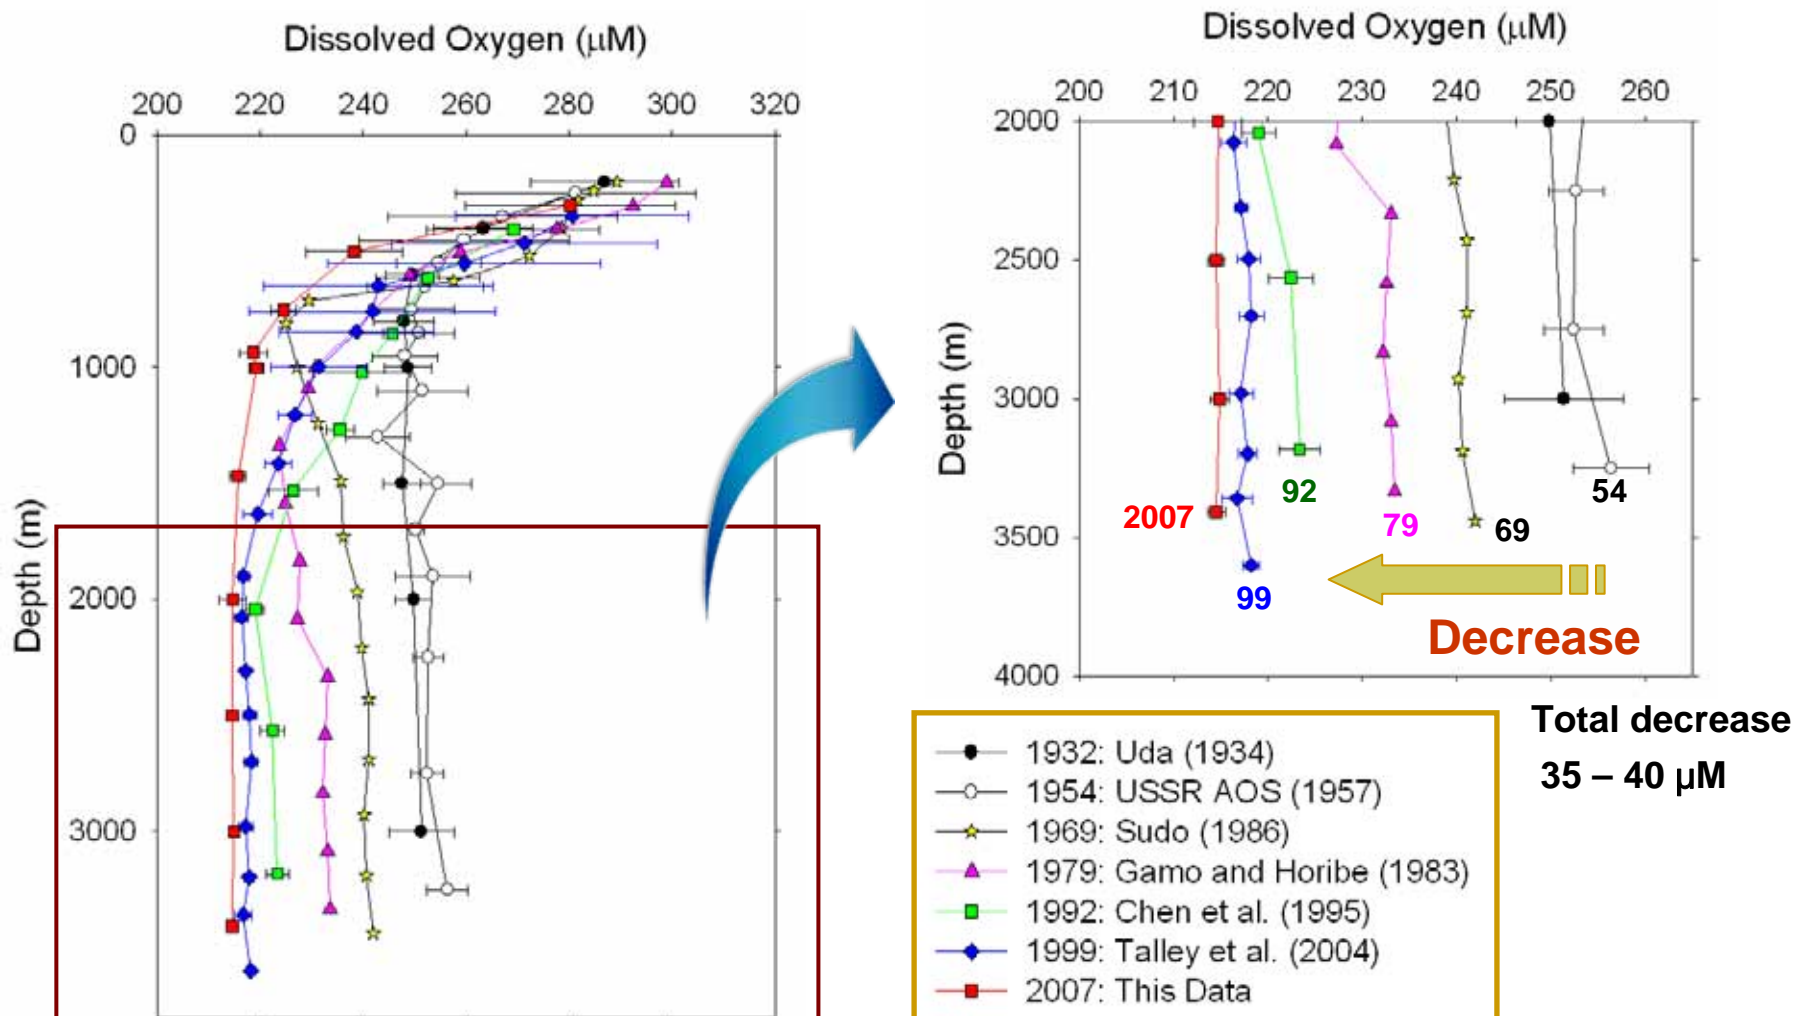 Dissolved Oxygen (µM)
200 220 240 260 280 300 320
0
1000
2000
3000
Depth (m)
Dissolved Oxygen (µM)
200 210 220 230 240 250 260
2000
2500
3000
3500
4000
Depth (m)
2007
99
92
79
69
54
Decrease
Total decrease
35 – 40 µM
1932: Uda (1934)
1954: USSR AOS (1957)
1969: Sudo (1986)
1979: Gamo and Horibe (1983)
1992: Chen et al. (1995)
1999: Talley et al. (2004)
2007: This Data